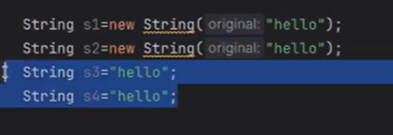 String s1=new String( original: "hello");
String s2=new String( original: "hello");
String s3="hello";
String s4="hello";